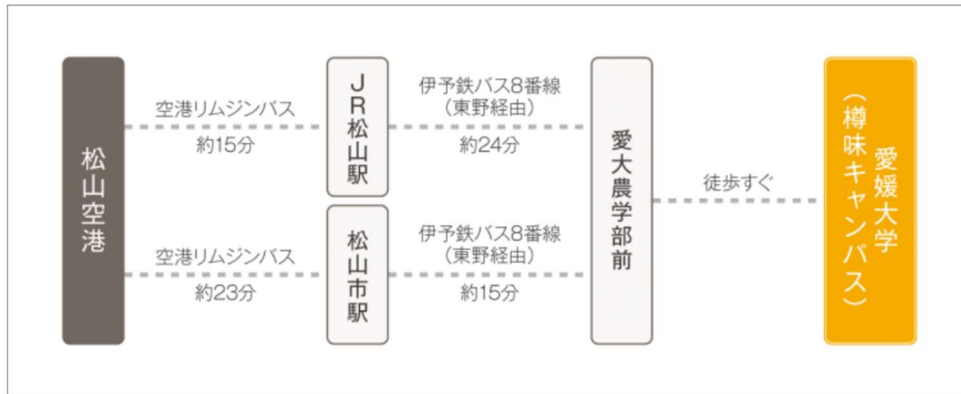 松山空港
空港リムジンバス
約15分
JR松山駅
伊予鉄バス8番線
(東野経由)
約24分
空港リムジンバス
約23分
松山市駅
伊予鉄バス8番線
(東野経由)
約15分
愛大農学部前
徒歩すぐ
愛媛大学
(樽味キャンパス)